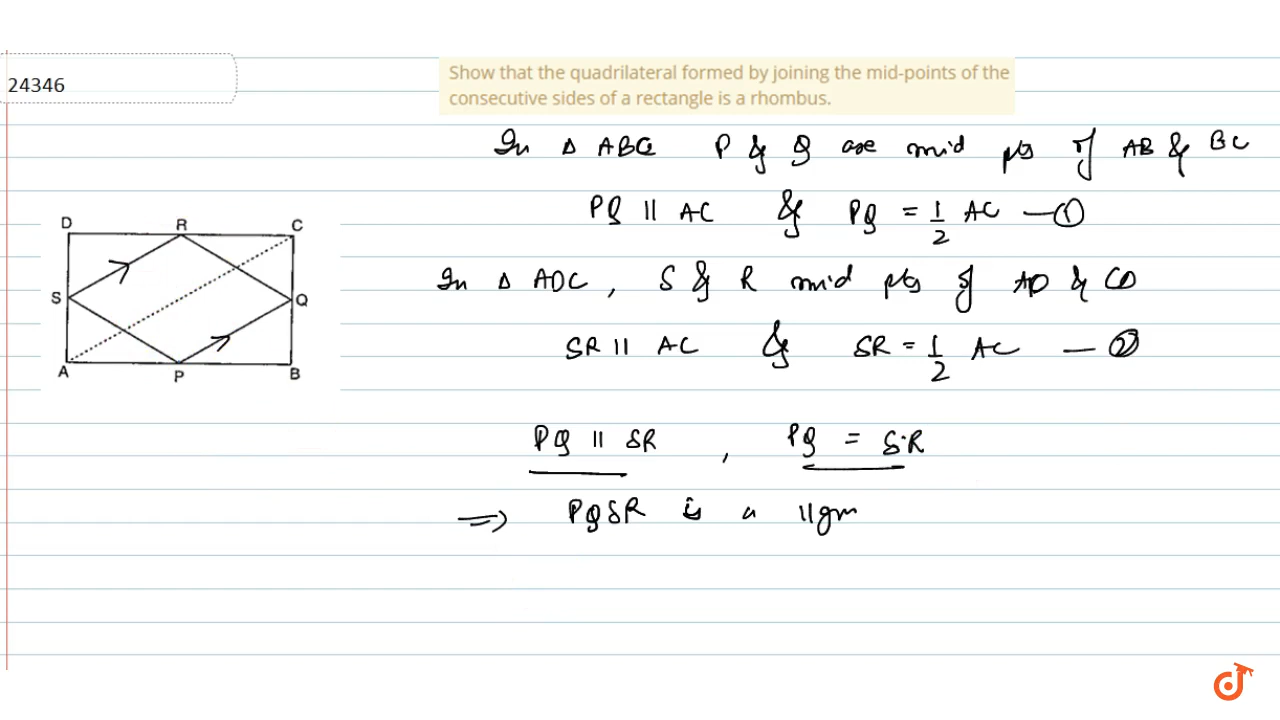 24346
Show that the quadrilateral formed by joining the mid-points of the
consecutive sides of a rectangle is a rhombus.
In Δ ABC P & Q are mid pts of AB & BC
PQ || AC & PQ = 1/2 AC — ①
In Δ ADC, S & R mid pts of AD & CD
SR || AC & SR = 1/2 AC — ②
PQ || SR , PQ = SR
⇒ PQSR is a ||gm
D R C
S Q
A P B